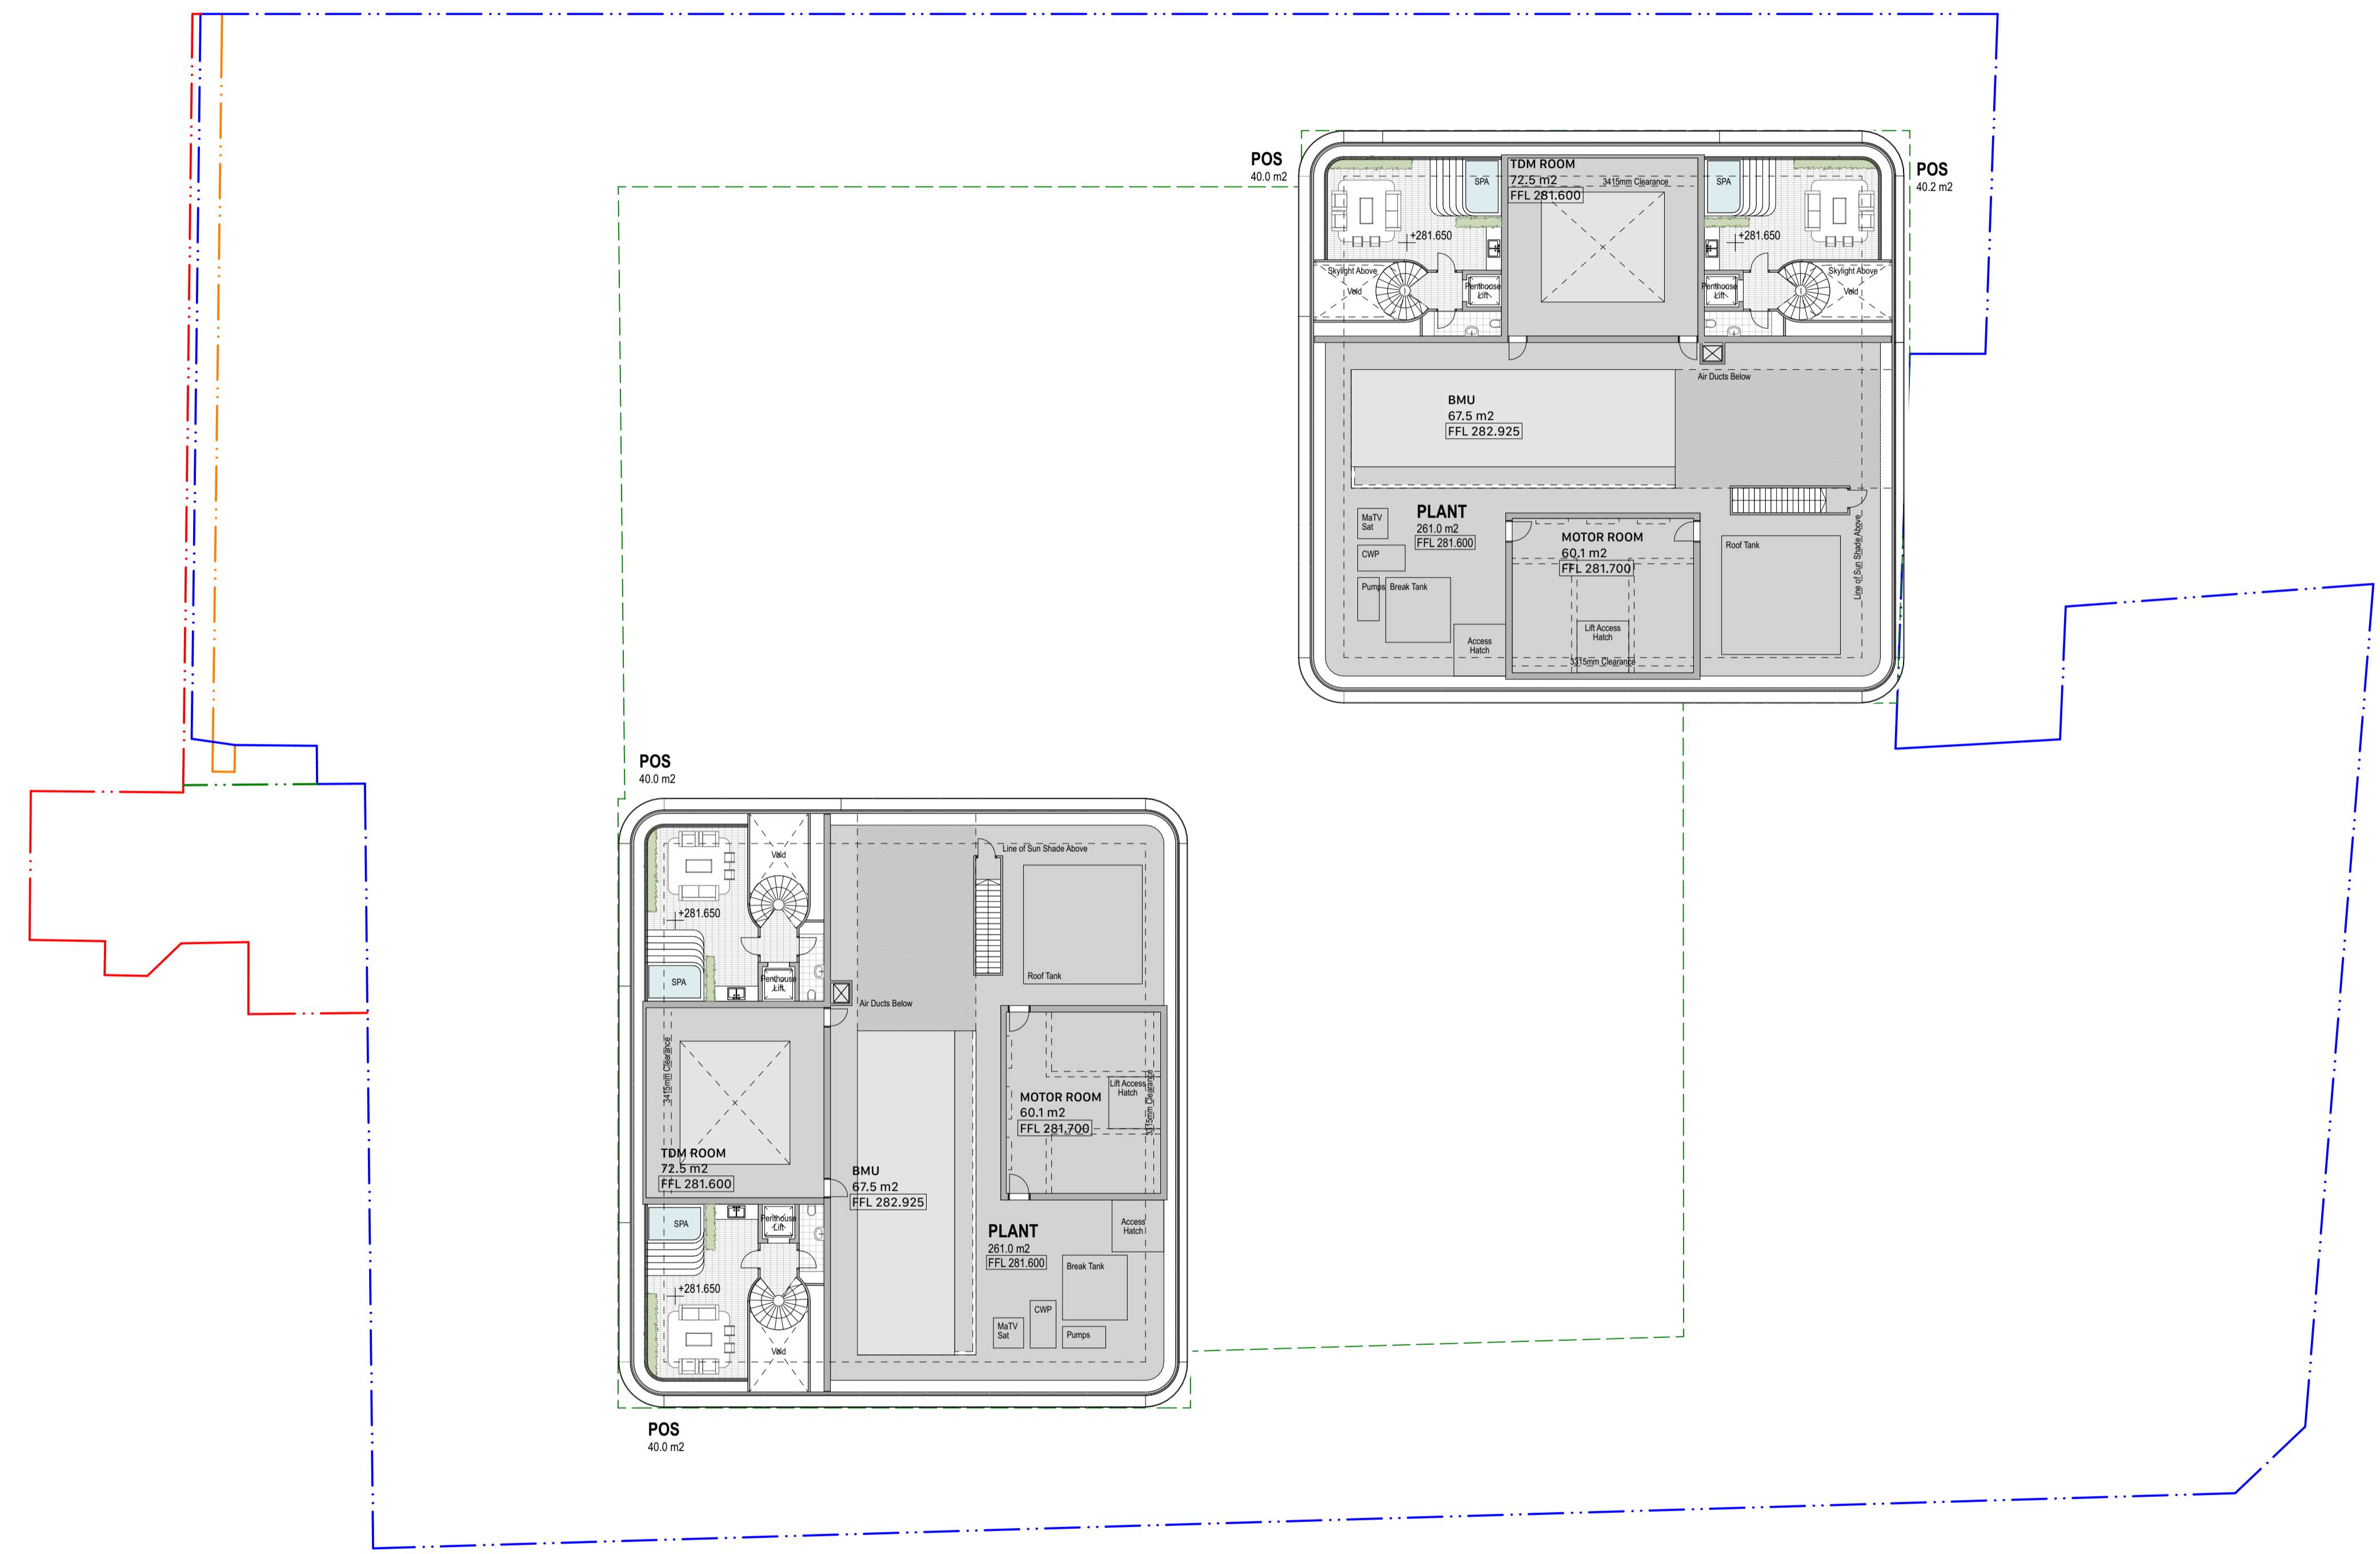 POS
40.0 m2
POS
40.2 m2
TDM ROOM
72.5 m2
FFL 281.600
3415mm Clearance
SPA
SPA
+281.650
+281.650
Skylight Above
Void
Penthouse
Lift
Penthouse
Lift
Skylight Above
Void
Air Ducts Below
BMU
67.5 m2
FFL 282.925
PLANT
261.0 m2
FFL 281.600
MaTV
Sat
CWP
Pumps
Break Tank
Access
Hatch
MOTOR ROOM
60.1 m2
FFL 281.700
Lift Access
Hatch
3315mm Clearance
Roof Tank
Line of Sun Shade Above
POS
40.0 m2
Void
Line of Sun Shade Above
+281.650
SPA
Penthouse
Lift
Roof Tank
Air Ducts Below
3415mm Clearance
TDM ROOM
72.5 m2
FFL 281.600
BMU
67.5 m2
FFL 282.925
MOTOR ROOM
60.1 m2
FFL 281.700
Lift Access
Hatch
3315mm Clearance
SPA
Penthouse
Lift
PLANT
261.0 m2
FFL 281.600
Access
Hatch
Break Tank
+281.650
CWP
MaTV
Sat
Pumps
Void
POS
40.0 m2